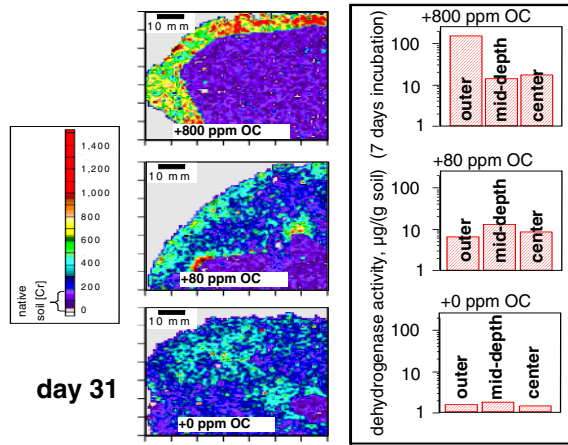 10 mm
+800 ppm OC
10 mm
+80 ppm OC
10 mm
+0 ppm OC
day 31
1,400
1,200
1,000
800
600
400
200
0
native
soil [Cr]
dehydrogenase activity, µg/(g soil) (7 days incubation)
+800 ppm OC
100
10
1
outer
mid-depth
center
+80 ppm OC
100
10
1
outer
mid-depth
center
+0 ppm OC
100
10
1
outer
mid-depth
center